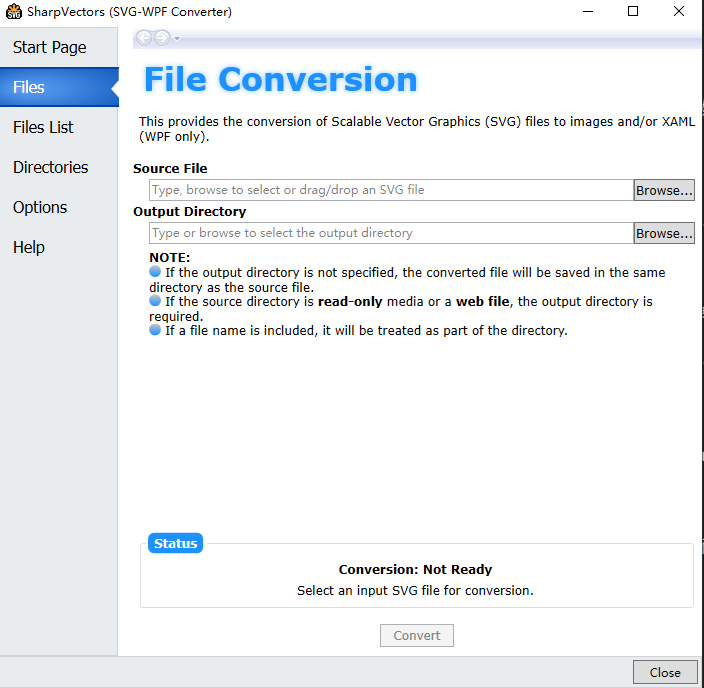 SharpVectors (SVG-WPF Converter)
Start Page
Files
Files List
Directories
Options
Help
File Conversion
This provides the conversion of Scalable Vector Graphics (SVG) files to images and/or XAML
(WPF only).
Source File
Type, browse to select or drag/drop an SVG file
Browse...
Output Directory
Type or browse to select the output directory
Browse...
NOTE:
If the output directory is not specified, the converted file will be saved in the same
directory as the source file.
If the source directory is read-only media or a web file, the output directory is
required.
If a file name is included, it will be treated as part of the directory.
Status
Conversion: Not Ready
Select an input SVG file for conversion.
Convert
Close